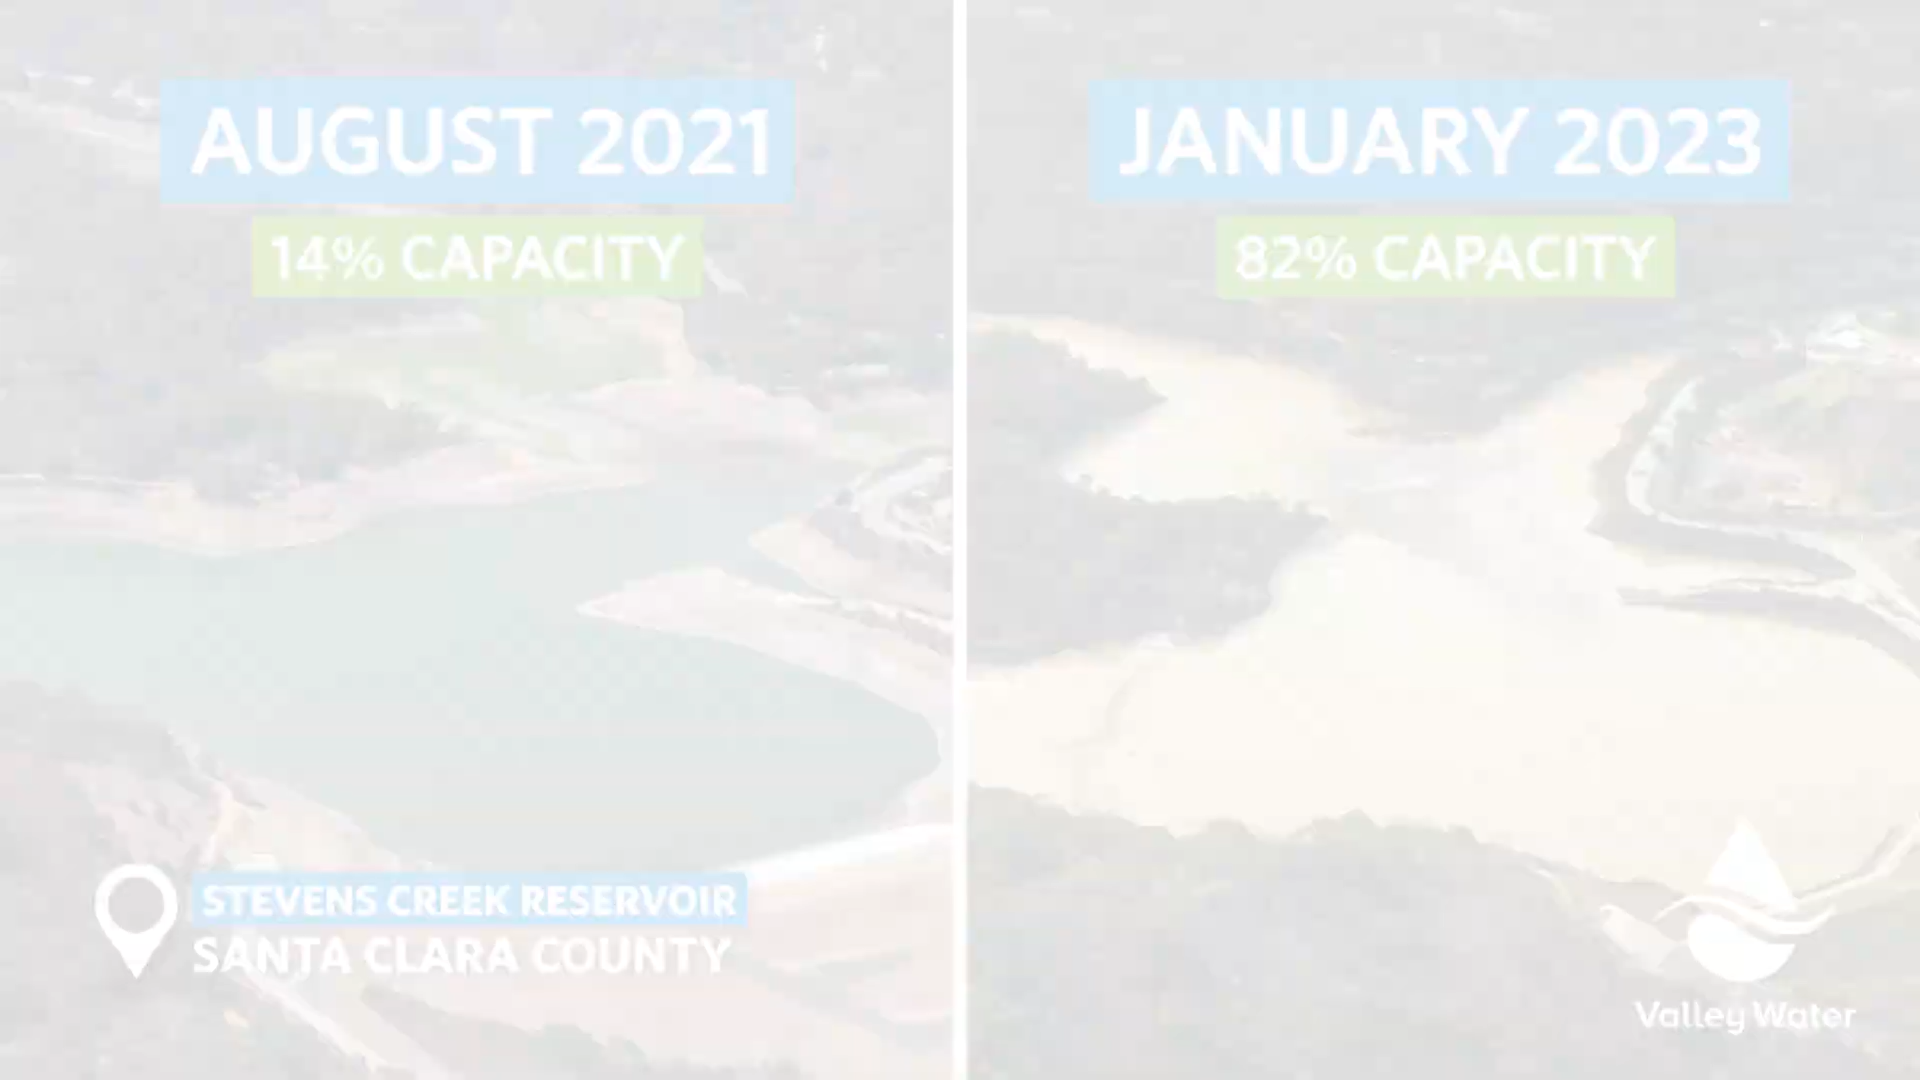 AUGUST 2021
14% CAPACITY
JANUARY 2023
82% CAPACITY
STEVENS CREEK RESERVOIR
SANTA CLARA COUNTY
Valley Water